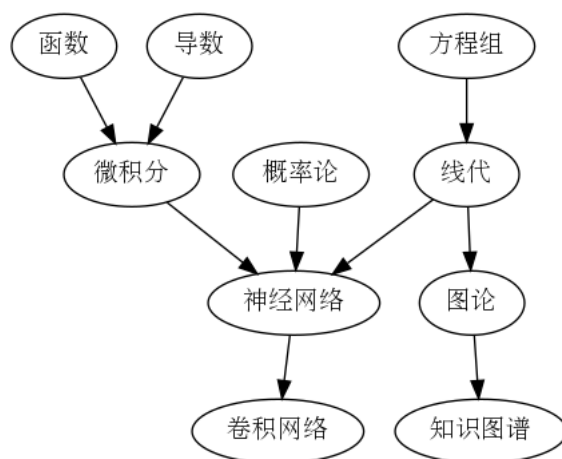 函数
导数
方程组
微积分
概率论
线代
神经网络
图论
卷积网络
知识图谱